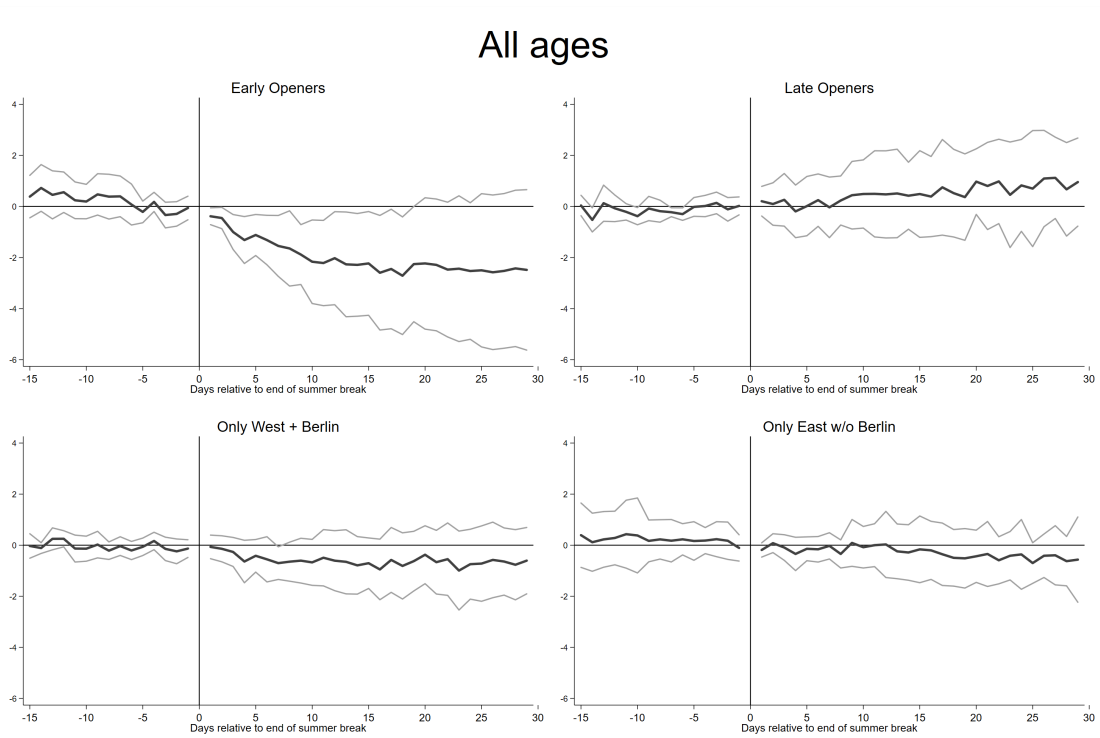 All ages
Early Openers
Late Openers
4
2
0
-2
-4
-6
-15 -10 -5 0 5 10 15 20 25 30
Days relative to end of summer break
4
2
0
-2
-4
-6
-15 -10 -5 0 5 10 15 20 25 30
Days relative to end of summer break
Only West + Berlin
Only East w/o Berlin
4
2
0
-2
-4
-6
-15 -10 -5 0 5 10 15 20 25 30
Days relative to end of summer break
4
2
0
-2
-4
-6
-15 -10 -5 0 5 10 15 20 25 30
Days relative to end of summer break